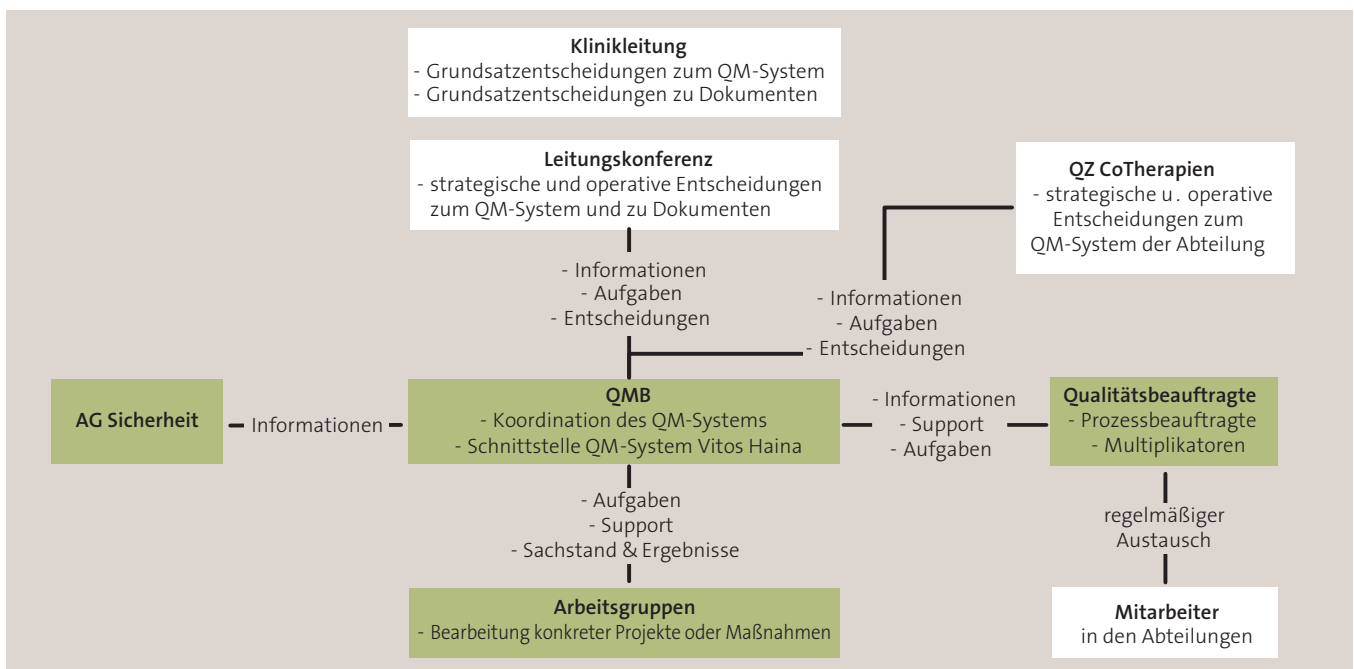 Klinikleitung
- Grundsatzentscheidungen zum QM-System
- Grundsatzentscheidungen zu Dokumenten
Leitungskonferenz
- strategische und operative Entscheidungen
zum QM-System und zu Dokumenten
QZ CoTherapien
- strategische u. operative
Entscheidungen zum
QM-System der Abteilung
- Informationen
- Aufgaben
- Entscheidungen
- Informationen
- Aufgaben
- Entscheidungen
AG Sicherheit
Informationen
QMB
- Koordination des QM-Systems
- Schnittstelle QM-System Vitos Haina
- Informationen
- Support
- Aufgaben
Qualitätsbeauftragte
- Prozessbeauftragte
- Multiplikatoren
- Aufgaben
- Support
- Sachstand & Ergebnisse
regelmäßiger
Austausch
Arbeitsgruppen
- Bearbeitung konkreter Projekte oder Maßnahmen
Mitarbeiter
in den Abteilungen